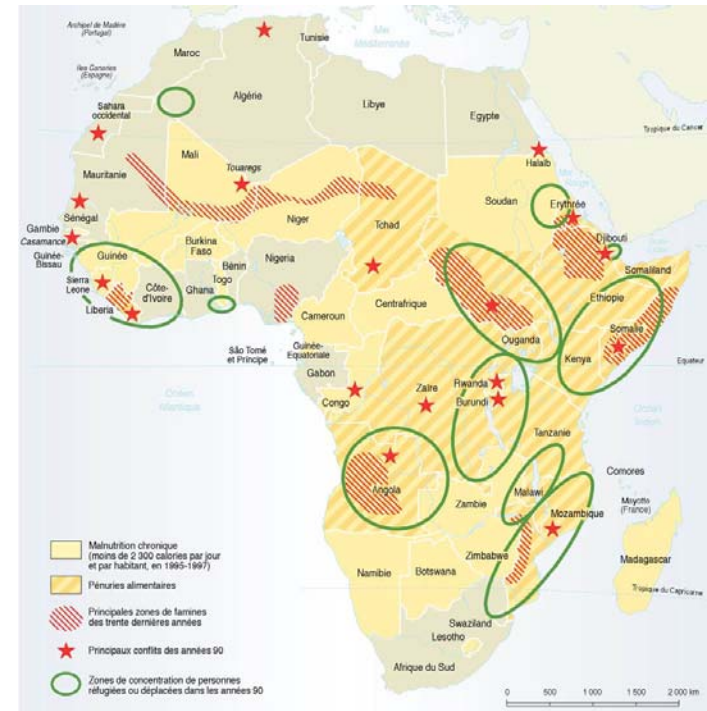 Archipel de Madère
(Portugal)
Mer
Méditerranée
Tunisie
Maroc
Iles Canaries
(Espagne)
Algérie
Libye
Egypte
Sahara
occidental
Tropique du Cancer
Mali
Halaïb
Mauritanie
Touaregs
Mer
Rouge
Soudan
Erythrée
Niger
Tchad
Sénégal
Gambie
Casamance
Djibouti
Guinée-
Bissau
Guinée
Burkina
Faso
Bénin
Nigeria
Togo
Somaliland
Sierra
Leone
Côte-
d'Ivoire
Ghana
Centrafrique
Ethiopie
Liberia
Cameroun
Ouganda
Somalie
São Tomé
et Príncipe
Guinée-
Equatoriale
Kenya
Equateur
Gabon
Rwanda
Congo
Zaïre
Burundi
Océan
Atlantique
Océan
Indien
Tanzanie
Comores
Angola
Malawi
Mayotte
(France)
Zambie
Mozambique
Zimbabwe
Madagascar
Namibie
Botswana
Tropique du Capricorne
Swaziland
Lesotho
Afrique du Sud
Malnutrition chronique
(moins de 2 300 calories par jour
et par habitant, en 1995-1997)
Pénuries alimentaires
Principales zones de famines
des trente dernières années
Principaux conflits des années 90
Zones de concentration de personnes
réfugiées ou déplacées dans les années 90
0 500 1 000 1 500 2 000 km